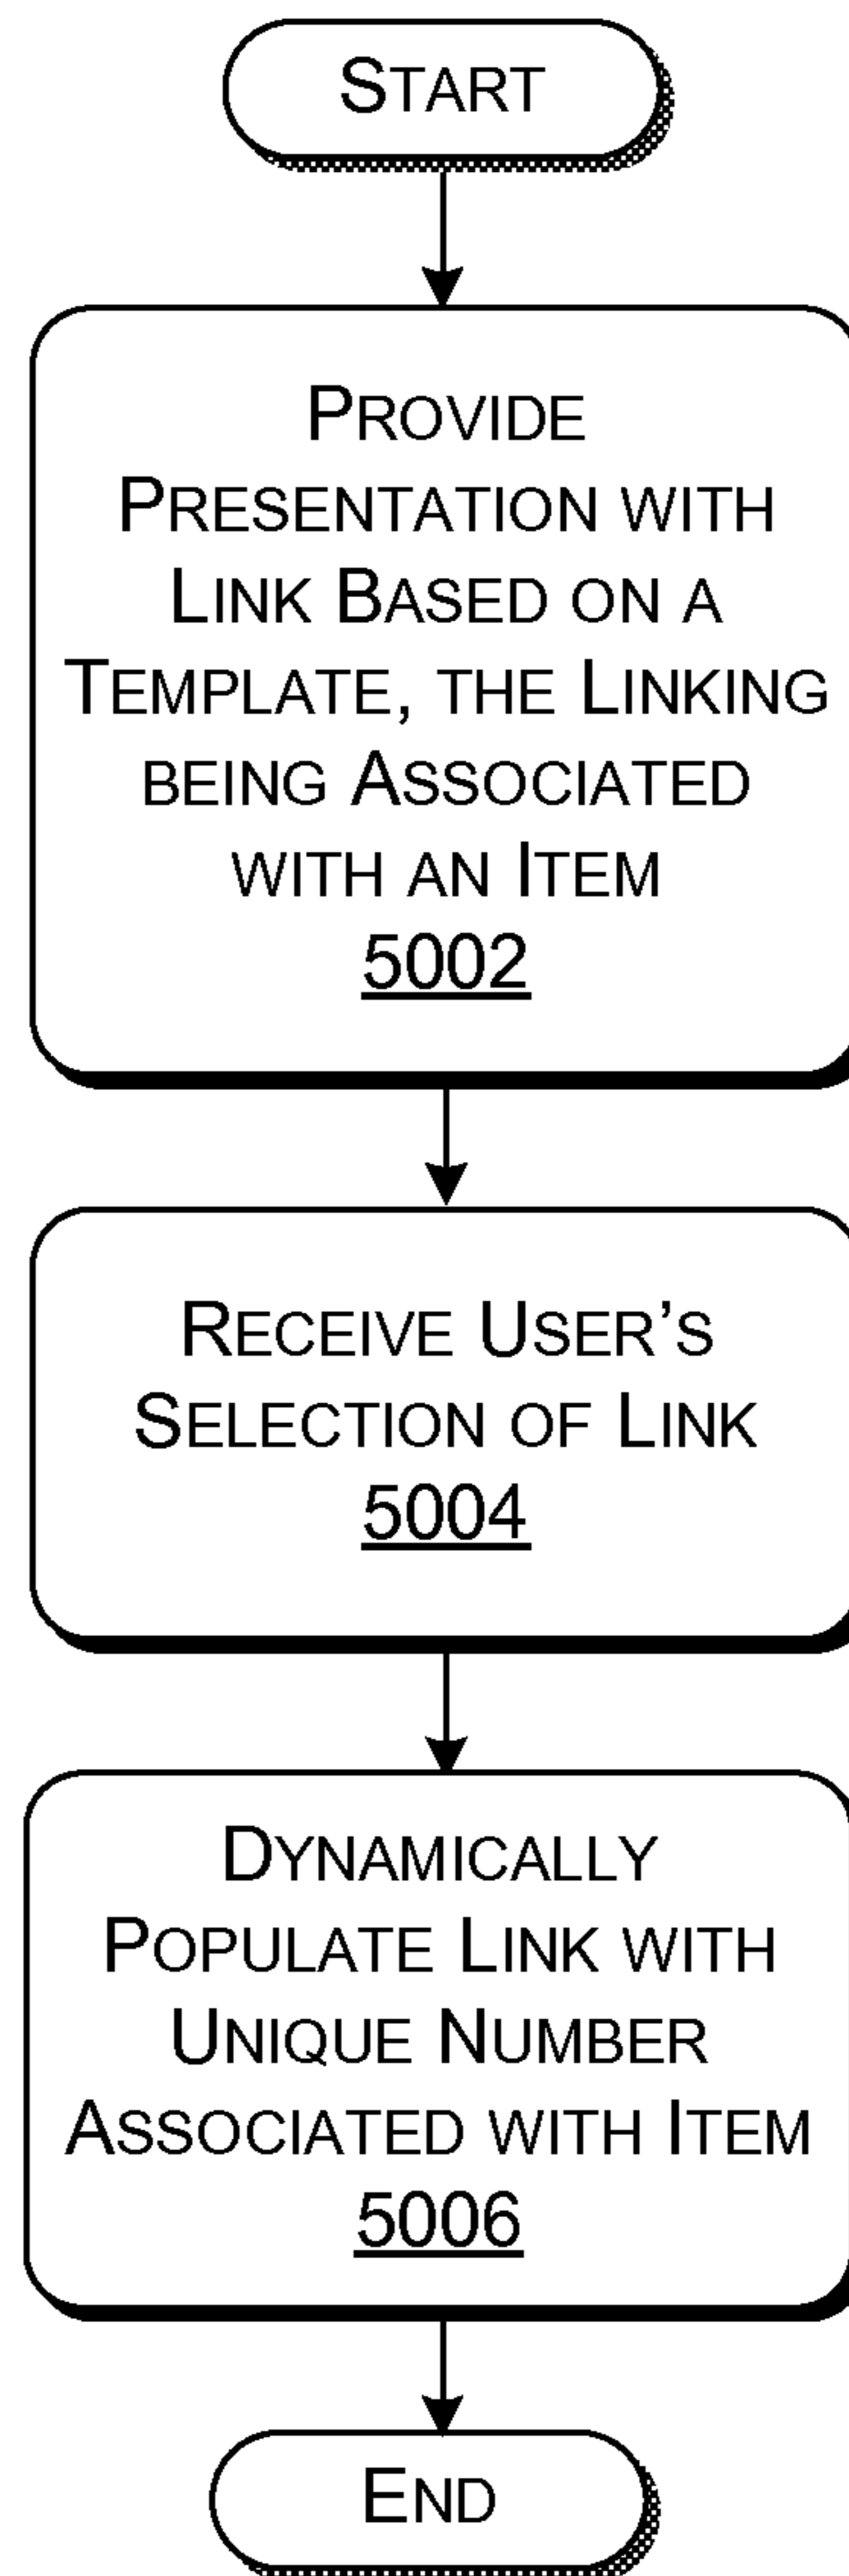 START
PROVIDE
PRESENTATION WITH
LINK BASED ON A
TEMPLATE, THE LINKING
BEING ASSOCIATED
WITH AN ITEM
5002
RECEIVE USER'S
SELECTION OF LINK
5004
DYNAMICALLY
POPULATE LINK WITH
UNIQUE NUMBER
ASSOCIATED WITH ITEM
5006
END